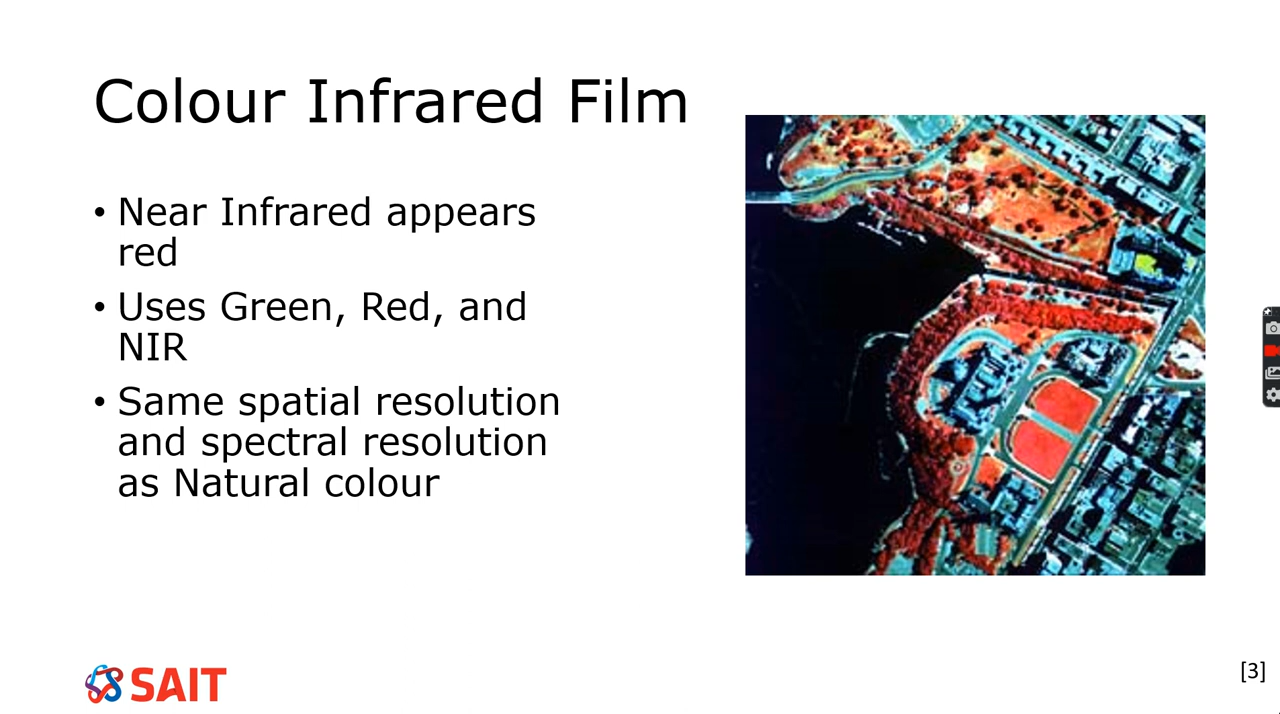 Colour Infrared Film
• Near Infrared appears
red
• Uses Green, Red, and
NIR
• Same spatial resolution
and spectral resolution
as Natural colour
SAIT
[3]